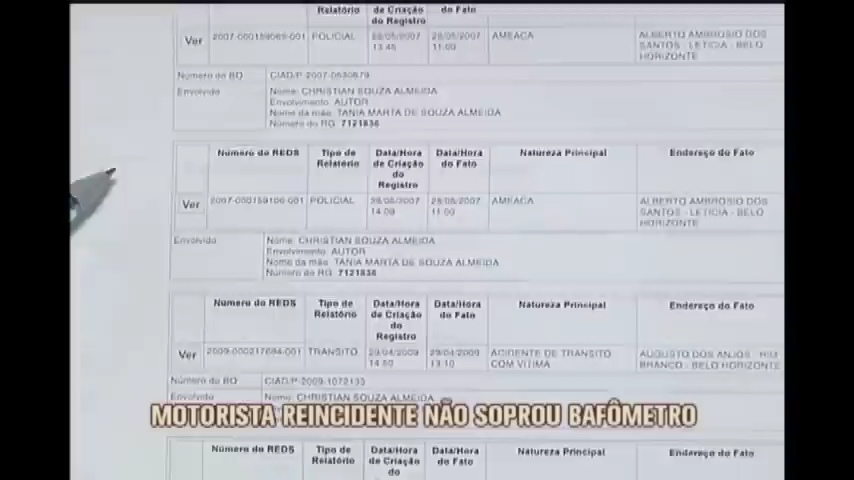 Relatório de Criação do Fato
do Registro
Ver 2007-000159069-001 POLICIAL 28/05/2007 13:45 28/05/2007 11:00 AMEACA ALBERTO AMBROSIO DOS SANTOS - LETICIA - BELO HORIZONTE
Número do BO CIAD/P-2007-0530679
Envolvido Nome: CHRISTIAN SOUZA ALMEIDA
Envolvimento: AUTOR
Nome da mãe: TANIA MARTA DE SOUZA ALMEIDA
Número do RG: 7121836
Número do REDS Tipo de Relatório Data/Hora de Criação do Registro Data/Hora do Fato Natureza Principal Endereço do Fato
Ver 2007-000159106-001 POLICIAL 28/05/2007 14:09 28/05/2007 11:00 AMEACA ALBERTO AMBROSIO DOS SANTOS - LETICIA - BELO HORIZONTE
Envolvido Nome: CHRISTIAN SOUZA ALMEIDA
Envolvimento: AUTOR
Nome da mãe: TANIA MARTA DE SOUZA ALMEIDA
Número do RG: 7121836
Número do REDS Tipo de Relatório Data/Hora de Criação do Registro Data/Hora do Fato Natureza Principal Endereço do Fato
Ver 2009-000217684-001 TRANSITO 29/04/2009 29/04/2009 13:10 ACIDENTE DE TRANSITO COM VITIMA AUGUSTO DOS ANJOS - RIO BRANCO - BELO HORIZONTE
Número do BO CIAD/P-2009-1072133
Envolvido Nome: CHRISTIAN SOUZA ALMEIDA
MOTORISTA REINCIDENTE NÃO SOPROU BAFÔMETRO
Número do REDS Tipo de Relatório Data/Hora de Criação do Data/Hora do Fato Natureza Principal Endereço do Fato